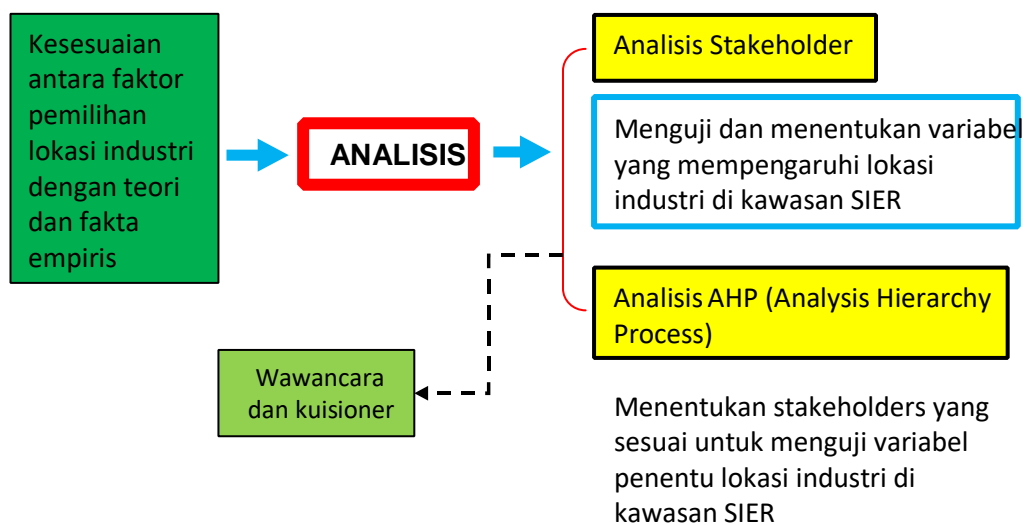 Kesesuaian
antara faktor
pemilihan
lokasi industri
dengan teori
dan fakta
empiris
ANALISIS
Analisis Stakeholder
Menguji dan menentukan variabel
yang mempengaruhi lokasi
industri di kawasan SIER
Analisis AHP (Analysis Hierarchy
Process)
Wawancara
dan kuisioner
Menentukan stakeholders yang
sesuai untuk menguji variabel
penentu lokasi industri di
kawasan SIER